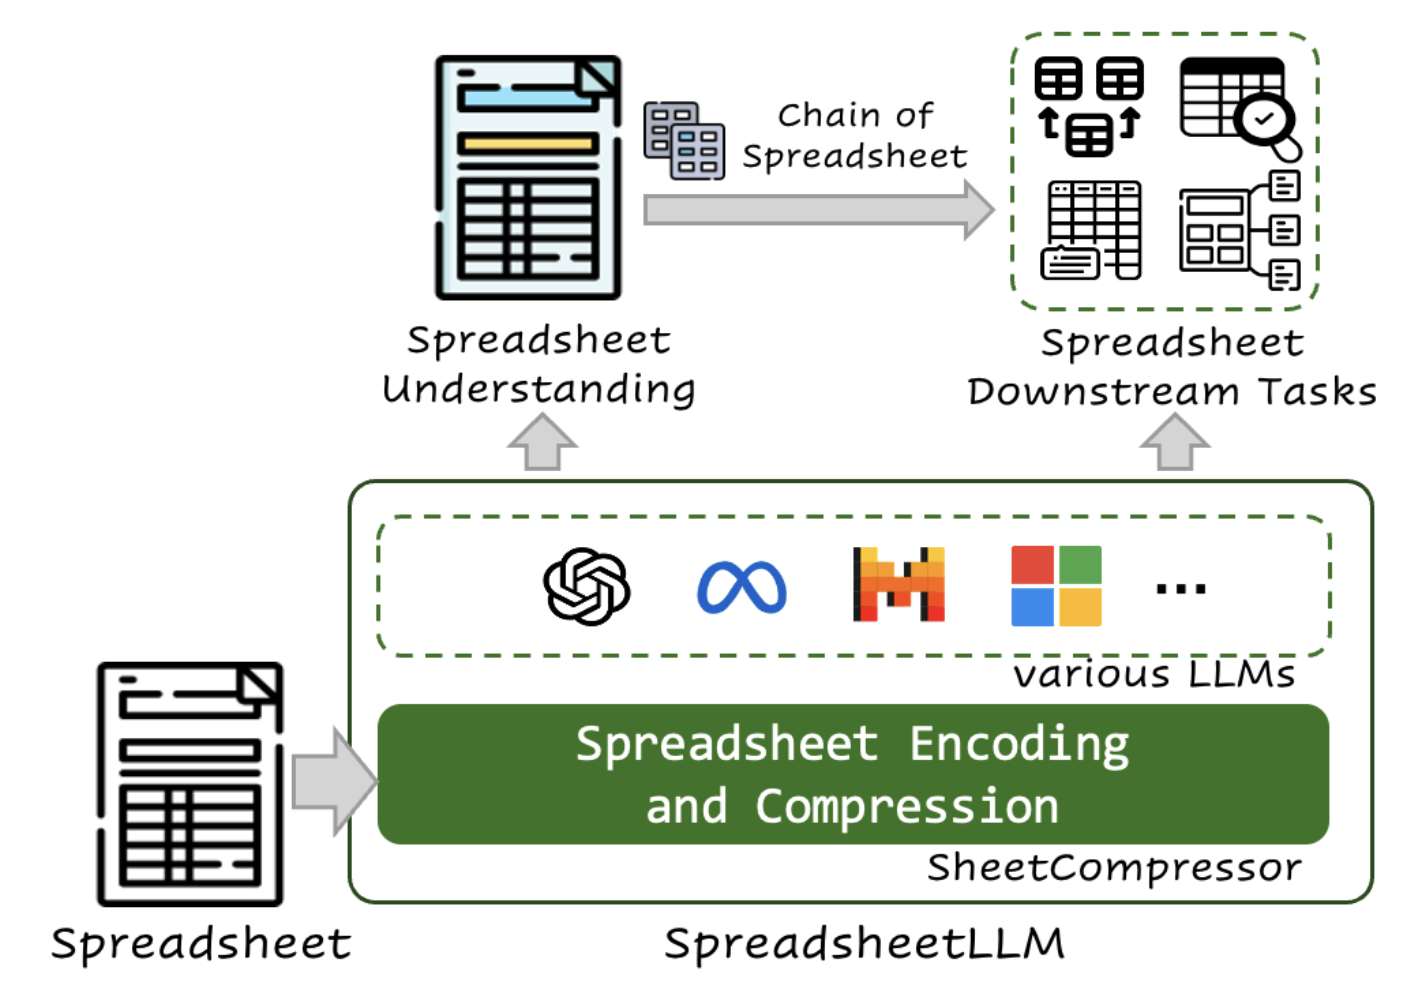 Chain of
Spreadsheet
Spreadsheet
Understanding
Spreadsheet
Downstream Tasks
...
various LLMs
Spreadsheet Encoding
and Compression
SheetCompressor
Spreadsheet
SpreadsheetLLM